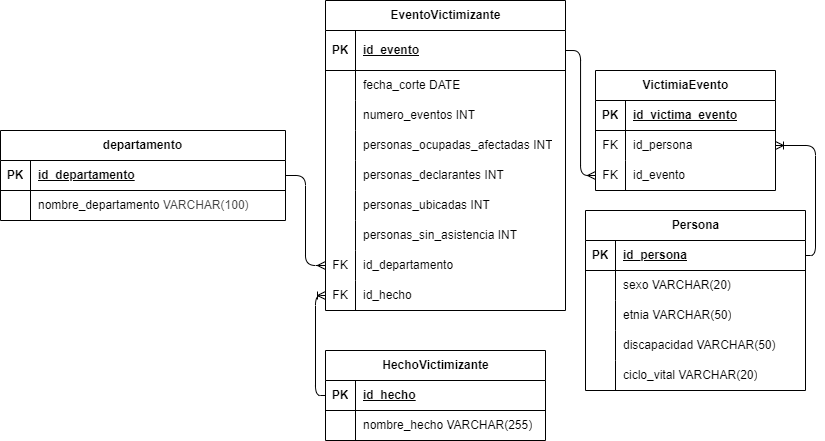 EventoVictimizante
PK id_evento
fecha_corte DATE
numero_eventos INT
personas_ocupadas_afectadas INT
personas_declarantes INT
personas_ubicadas INT
personas_sin_asistencia INT
FK id_departamento
FK id_hecho
departamento
PK id_departamento
nombre_departamento VARCHAR(100)
VictimiaEvento
PK id_victima_evento
FK id_persona
FK id_evento
Persona
PK id_persona
sexo VARCHAR(20)
etnia VARCHAR(50)
discapacidad VARCHAR(50)
ciclo_vital VARCHAR(20)
HechoVictimizante
PK id_hecho
nombre_hecho VARCHAR(255)